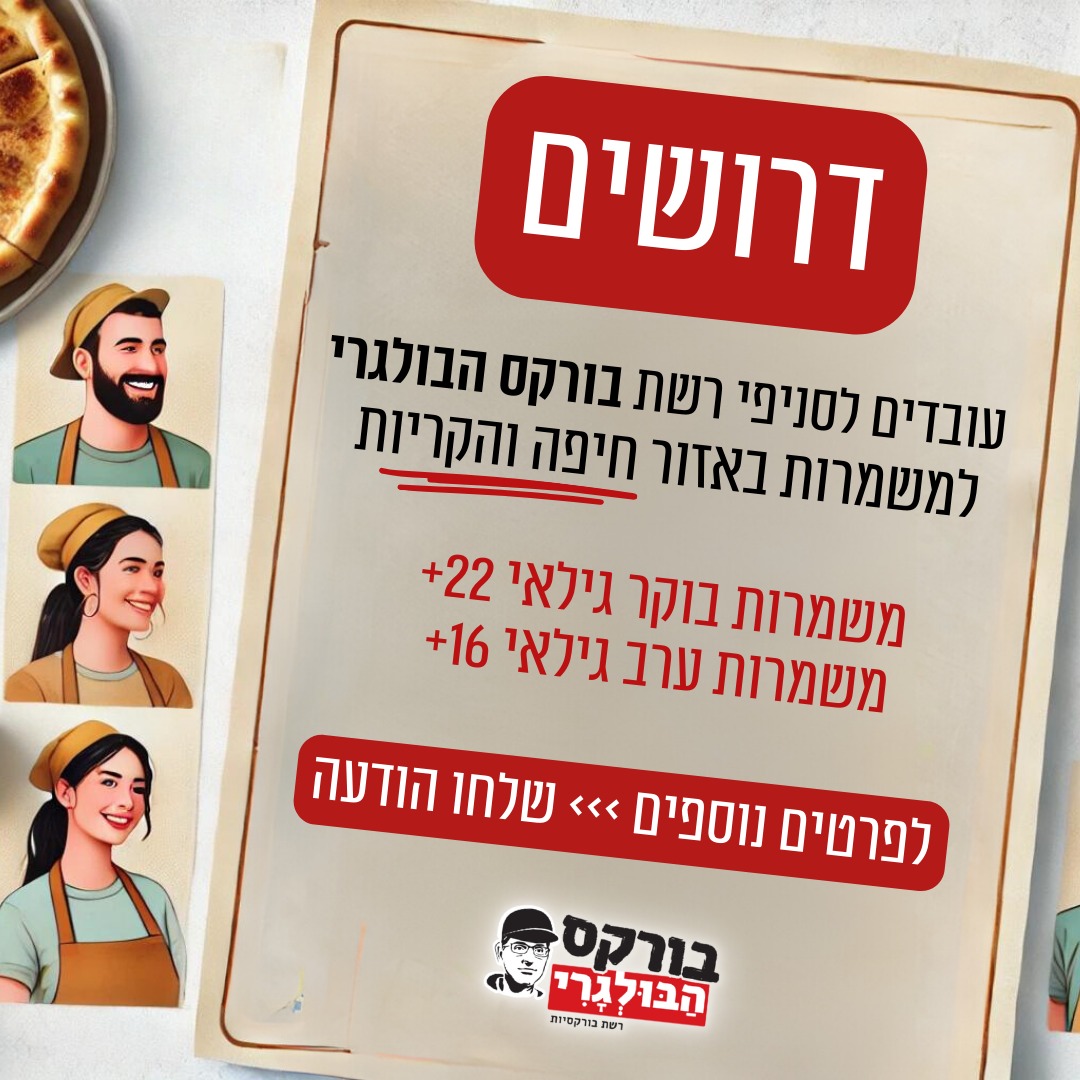 דרושים
עובדים לסניפי רשת בורקס הבולגרי
למשמרות באזור חיפה והקריות
משמרות בוקר גילאי 22+
משמרות ערב גילאי 16+
לפרטים נוספים >>> שלחו הודעה
בורקס
הַבּוּלְגָרִי
רשת בורקסיות